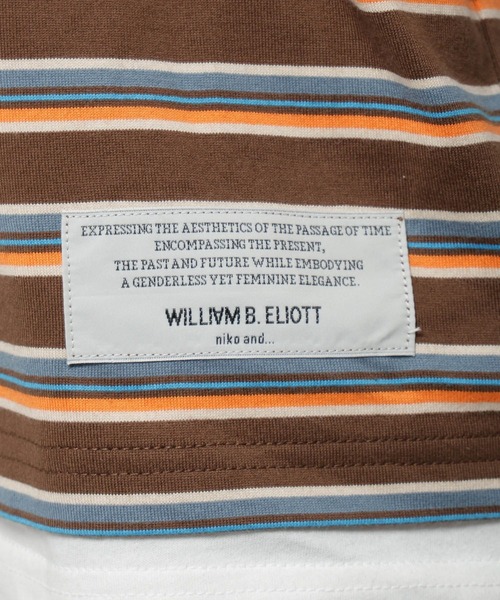 EXPRESSING THE AESTHETICS OF THE PASSAGE OF TIME
ENCOMPASSING THE PRESENT,
THE PAST AND FUTURE WHILE EMBODYING
A GENDERLESS YET FEMININE ELEGANCE.
WILLIAM B. ELIOTT
niko and...